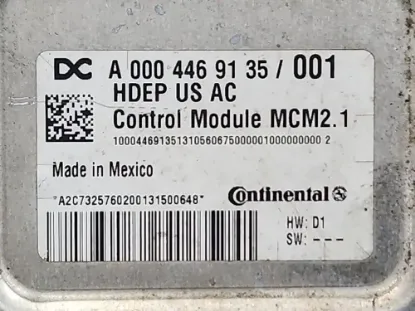 DC A 000 446 91 35 / 001
HDEP US AC
Control Module MCM2.1
10004469135131056067500000100000000 2
Made in Mexico
*A2C7325760200131500648*
Continental
HW: D1
SW: ---